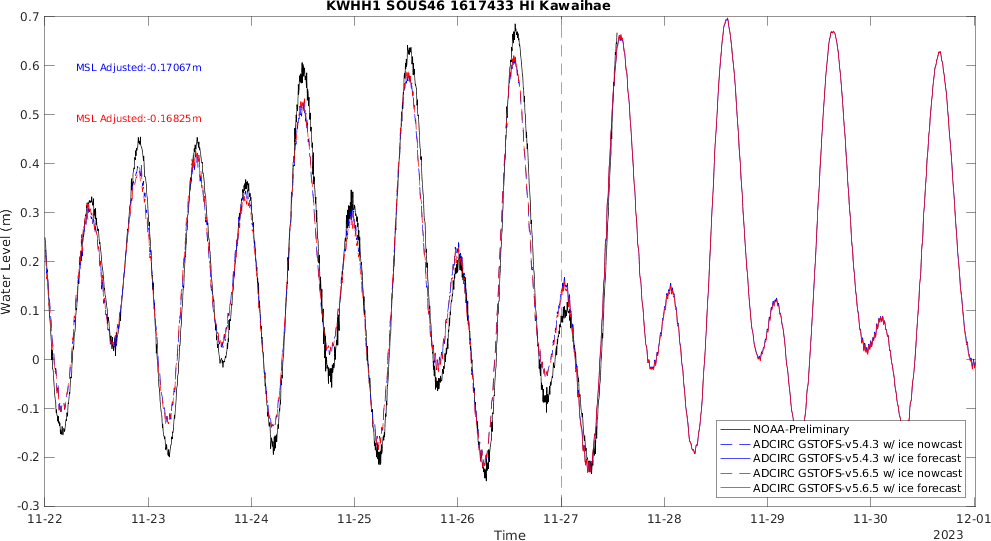 KWHH1 SOUS46 1617433 HI Kawaihae
0.7
0.6
0.5
0.4
0.3
0.2
0.1
0
-0.1
-0.2
-0.3
Water Level (m)
MSL Adjusted:-0.17067m
MSL Adjusted:-0.16825m
NOAA-Preliminary
ADCIRC GSTOFS-v5.4.3 w/ ice nowcast
ADCIRC GSTOFS-v5.4.3 w/ ice forecast
ADCIRC GSTOFS-v5.6.5 w/ ice nowcast
ADCIRC GSTOFS-v5.6.5 w/ ice forecast
11-22 11-23 11-24 11-25 11-26 11-27 11-28 11-29 11-30 12-01
Time
2023